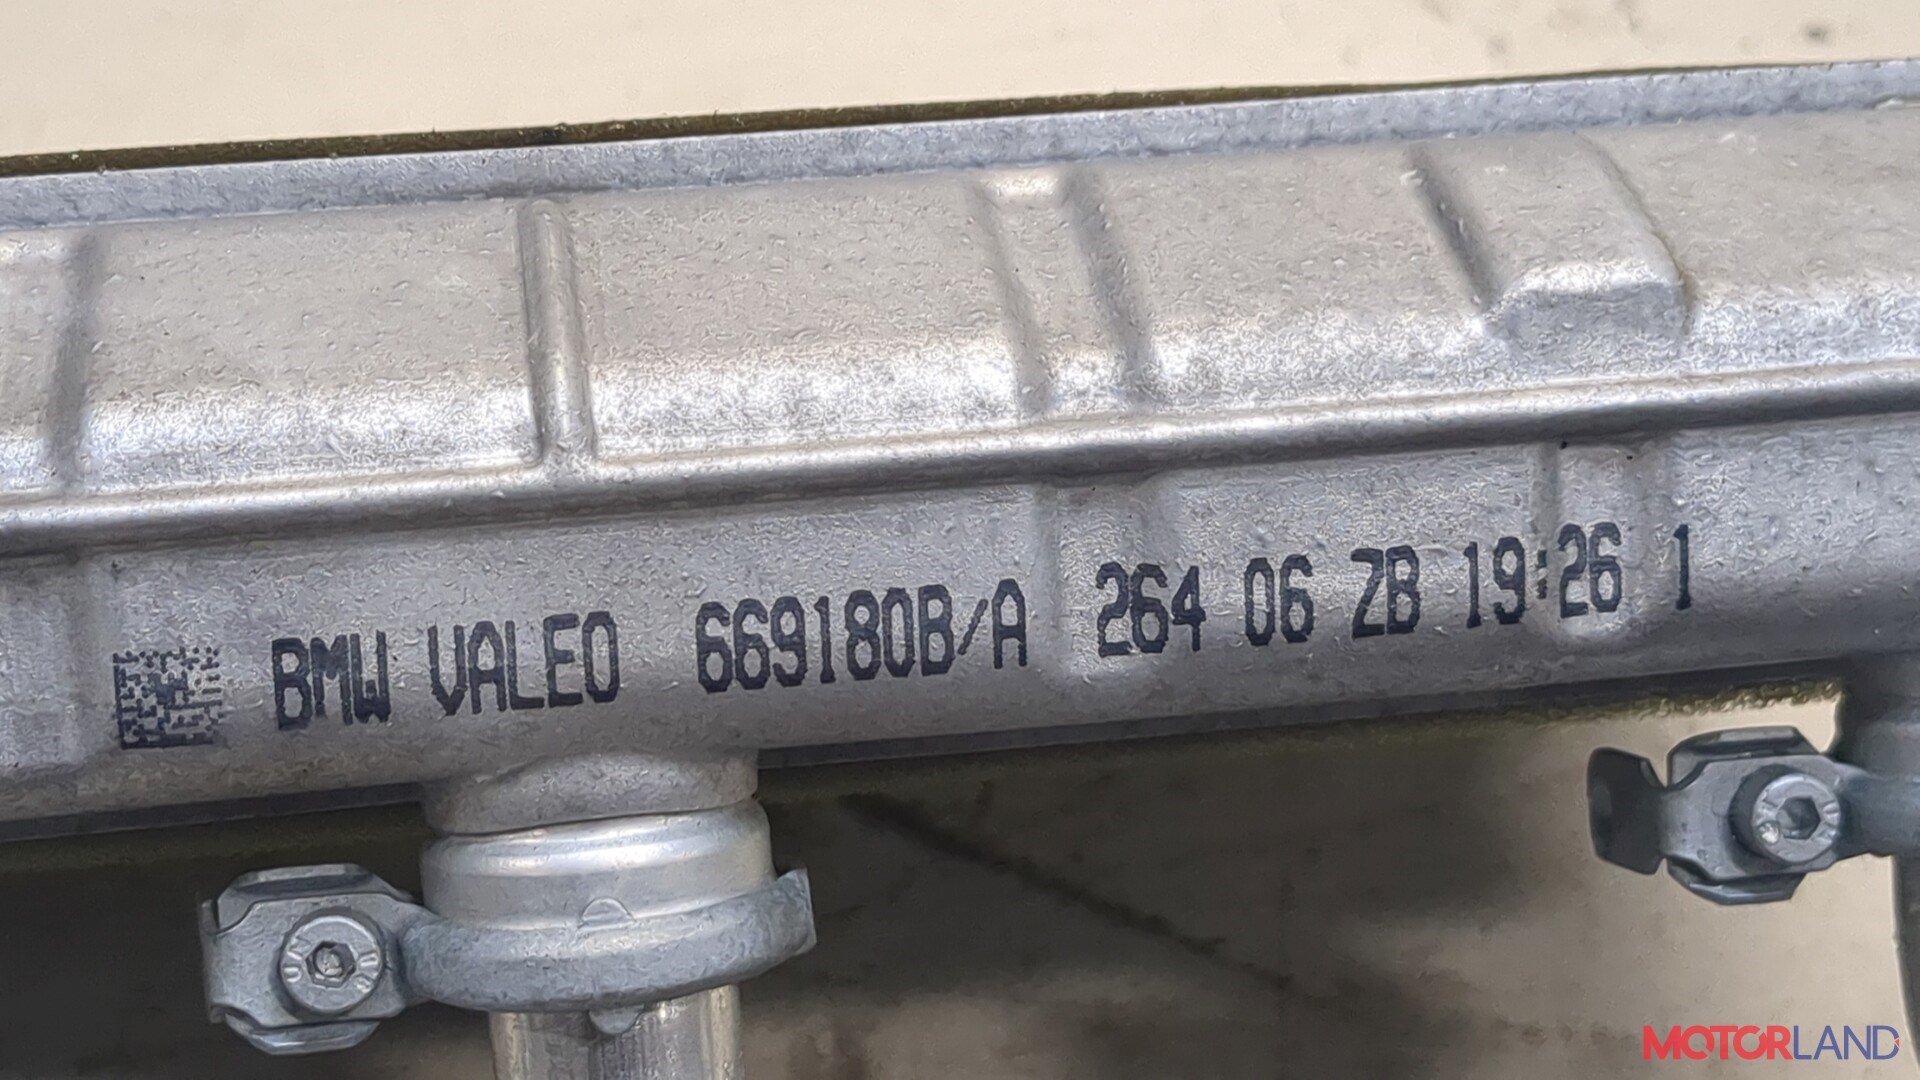 BMW VALEO 669180B/A 264 06 ZB 19:26 1
MOTORLAND